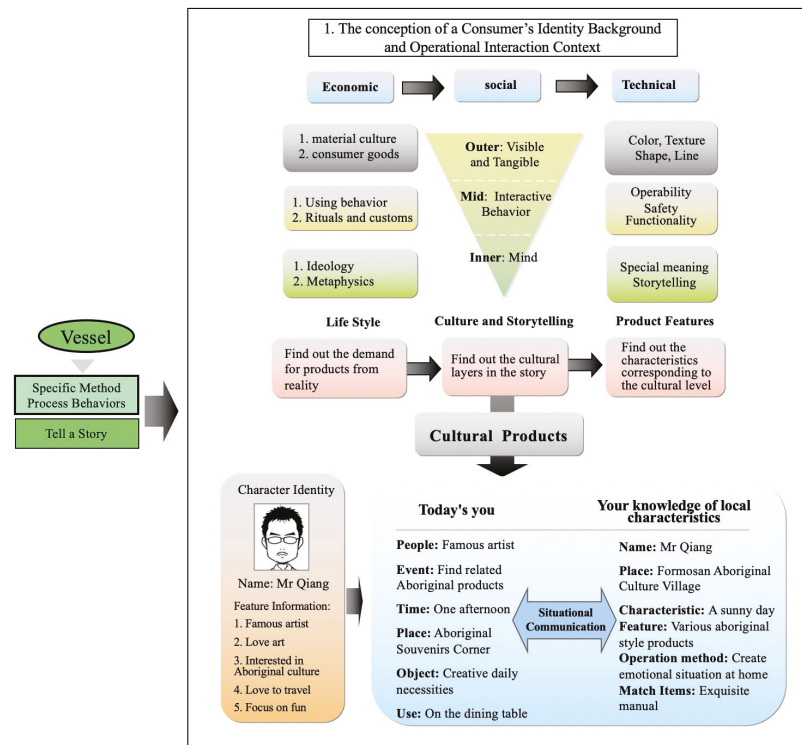 1. The conception of a Consumer's Identity Background
and Operational Interaction Context
Economic
social
Technical
1. material culture
2. consumer goods
Outer: Visible
and Tangible
Color, Texture
Shape, Line
1. Using behavior
2. Rituals and customs
Mid: Interactive
Behavior
Operability
Safety
Functionality
1. Ideology
2. Metaphysics
Inner: Mind
Special meaning
Storytelling
Life Style
Culture and Storytelling
Product Features
Find out the demand
for products from
reality
Find out the cultural
layers in the story
Find out the
characteristics
corresponding
to the cultural level
Vessel
Specific Method
Process Behaviors
Tell a Story
Cultural Products
Character Identity
Name: Mr Qiang
Feature Information:
1. Famous artist
2. Love art
3. Interested in
Aboriginal culture
4. Love to travel
5. Focus on fun
Today's you
People: Famous artist
Event: Find related
Aboriginal products
Time: One afternoon
Place: Aboriginal
Souvenirs Corner
Object: Creative daily
necessities
Use: On the dining table
Situational
Communication
Your knowledge of local
characteristics
Name: Mr Qiang
Place: Formosan Aboriginal
Culture Village
Characteristic: A sunny day
Feature: Various aboriginal
style products
Operation method: Create
emotional situation at home
Match Items: Exquisite
manual